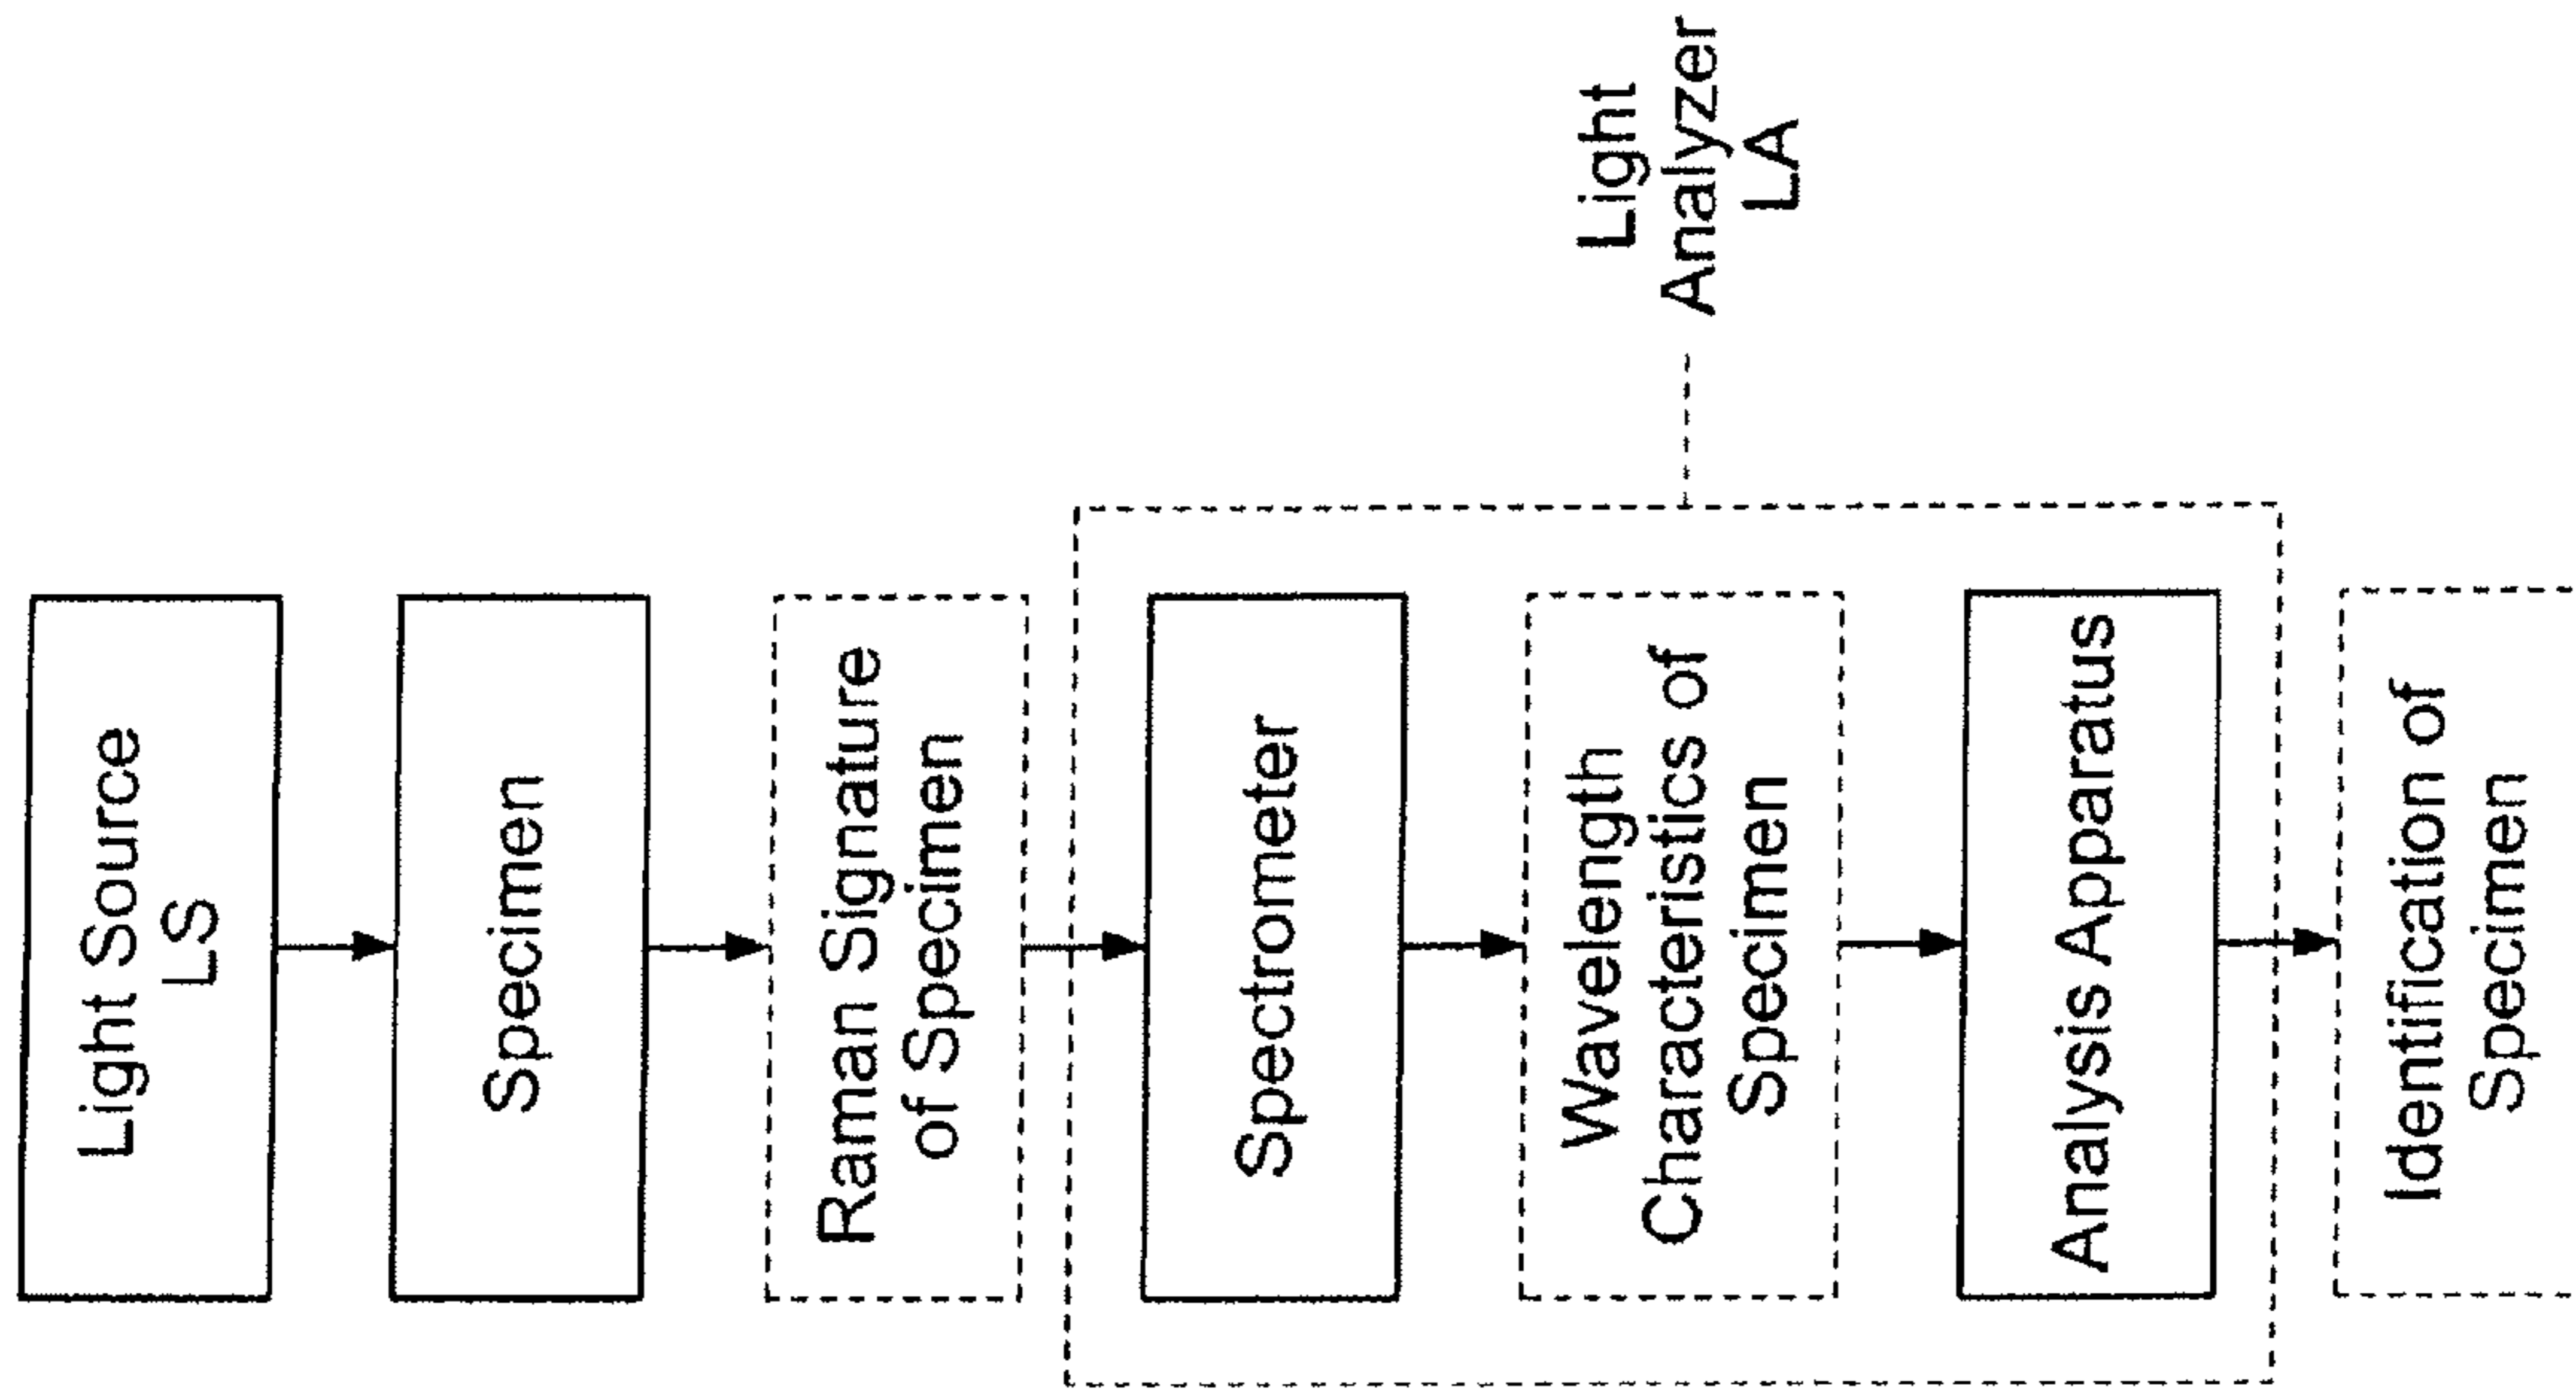 Light Source
LS
Specimen
Raman Signature
of Specimen
Spectrometer
Wavelength
Characteristics of
Specimen
Analysis Apparatus
Identification of
Specimen
Light
Analyzer
LA